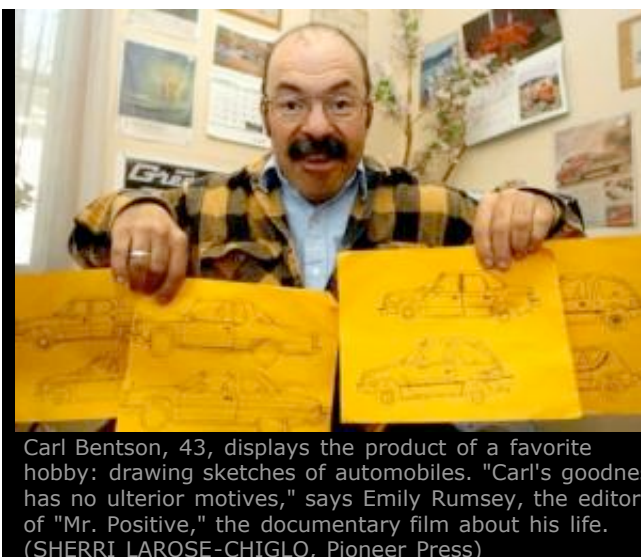 Carl Bentson, 43, displays the product of a favorite
hobby: drawing sketches of automobiles. "Carl's goodne
has no ulterior motives," says Emily Rumsey, the editor
of "Mr. Positive," the documentary film about his life.
(SHERRI LAROSE-CHIGLO, Pioneer Press)